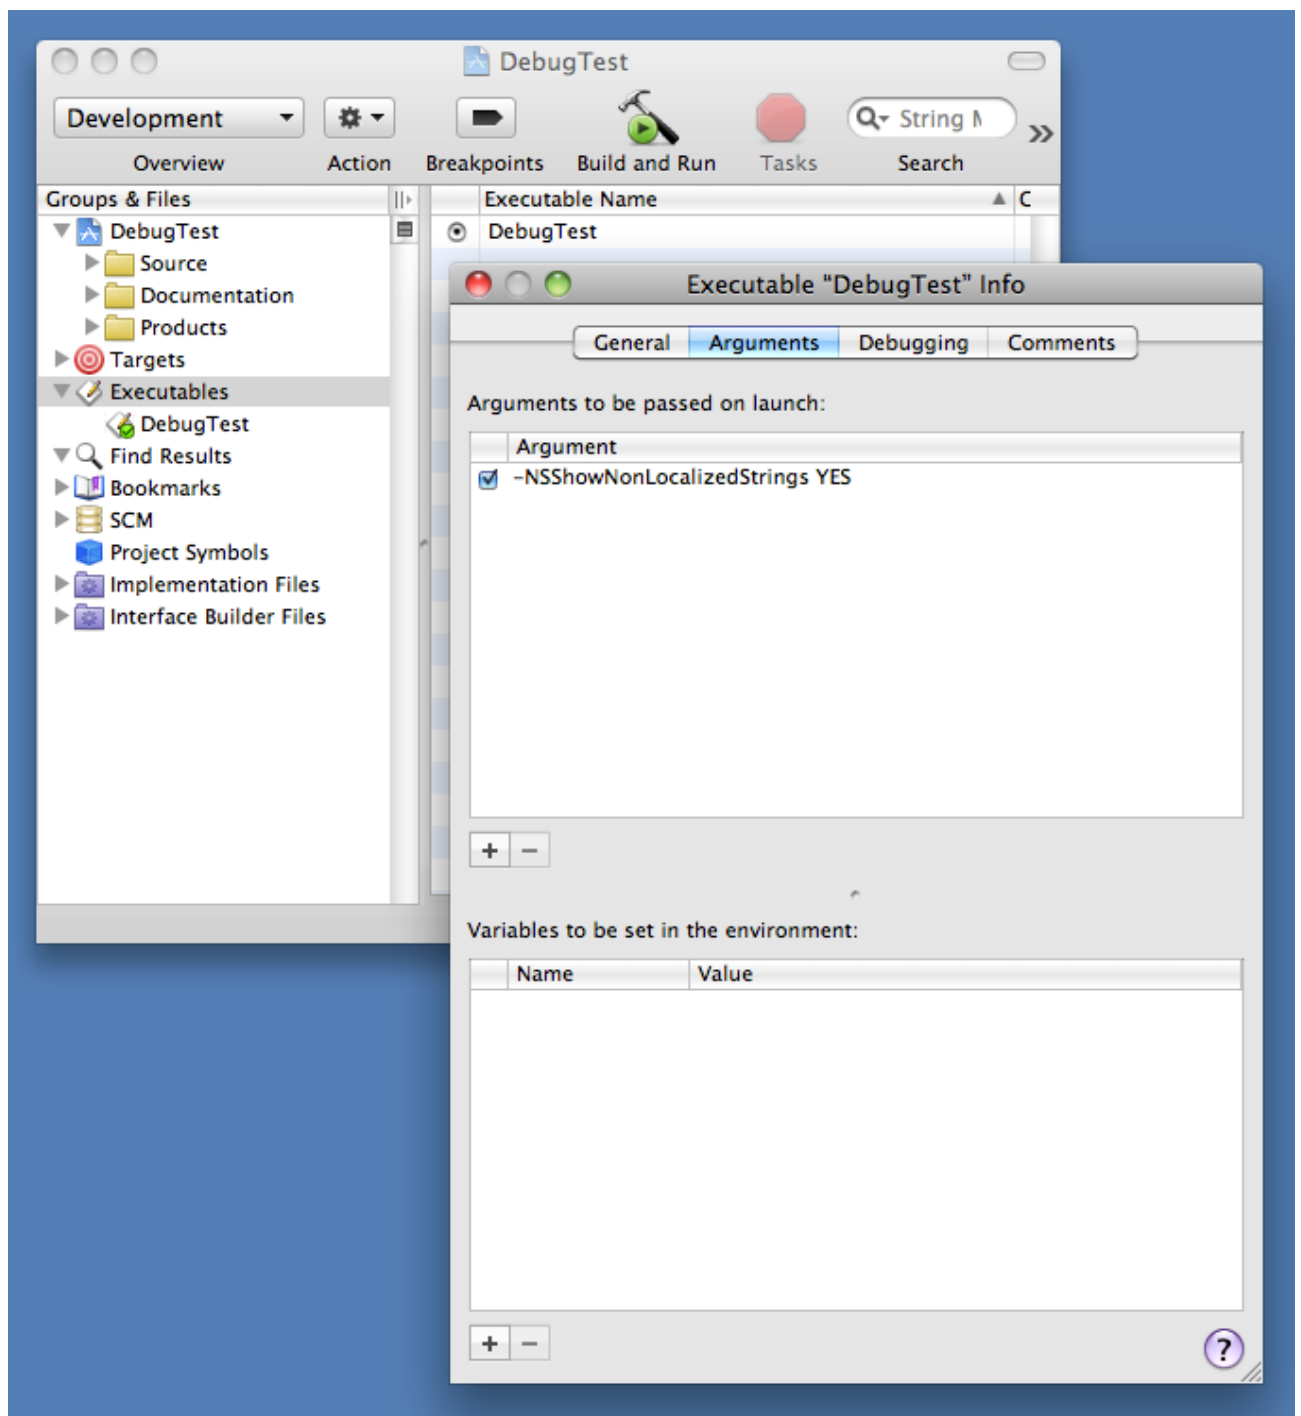 DebugTest
Development
String M
Overview
Action
Breakpoints
Build and Run
Tasks
Search
Groups & Files
Executable Name
C
DebugTest
DebugTest
Source
Documentation
Products
Targets
Executables
DebugTest
Find Results
Bookmarks
SCM
Project Symbols
Implementation Files
Interface Builder Files
Executable "DebugTest" Info
General
Arguments
Debugging
Comments
Arguments to be passed on launch:
Argument
-NSShowNonLocalizedStrings YES
Variables to be set in the environment:
Name
Value